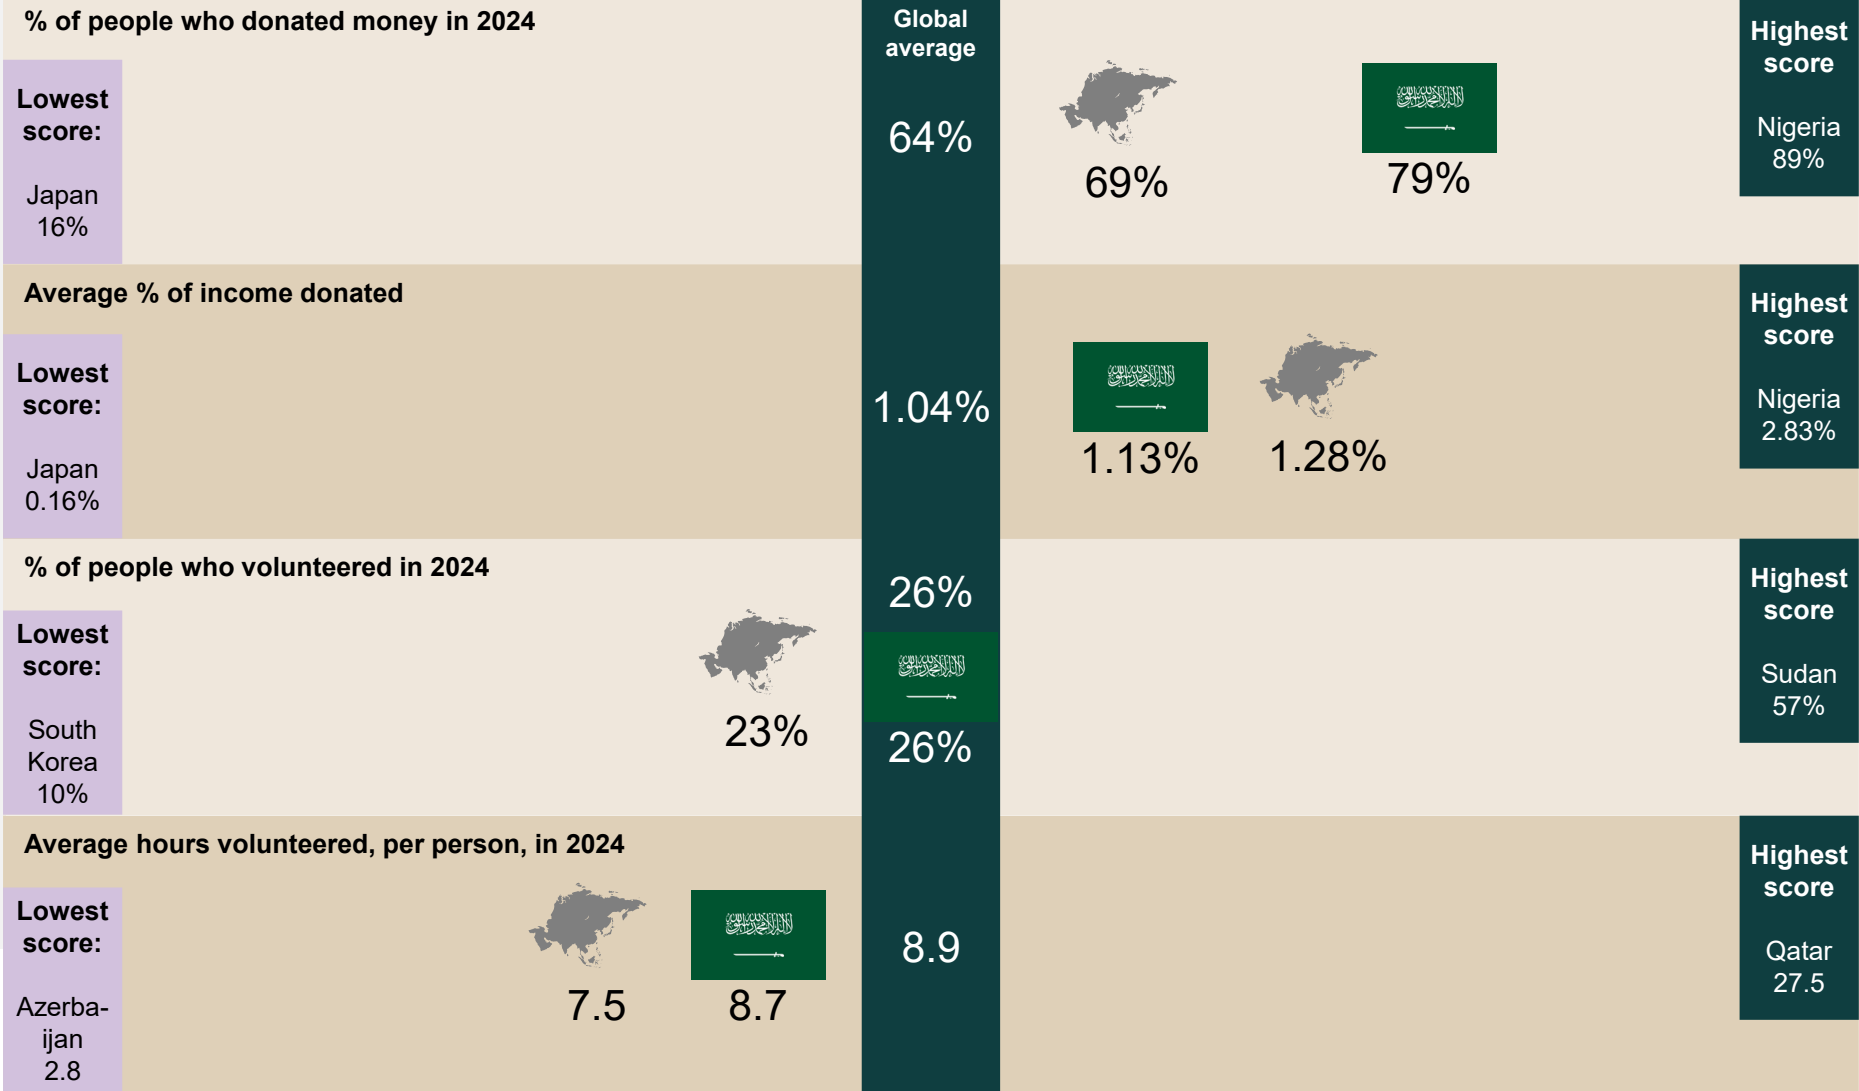 % of people who donated money in 2024
Global
average
Highest
score
Lowest
score:
64%
Nigeria
89%
69%
79%
Japan
16%
Average % of income donated
Highest
score
Lowest
score:
1.04%
Nigeria
2.83%
1.13%
1.28%
Japan
0.16%
% of people who volunteered in 2024
26%
Highest
score
Lowest
score:
Sudan
57%
South
Korea
10%
23%
26%
Average hours volunteered, per person, in 2024
Highest
score
Lowest
score:
8.9
Qatar
27.5
7.5
8.7
Azerba-
ijan
2.8